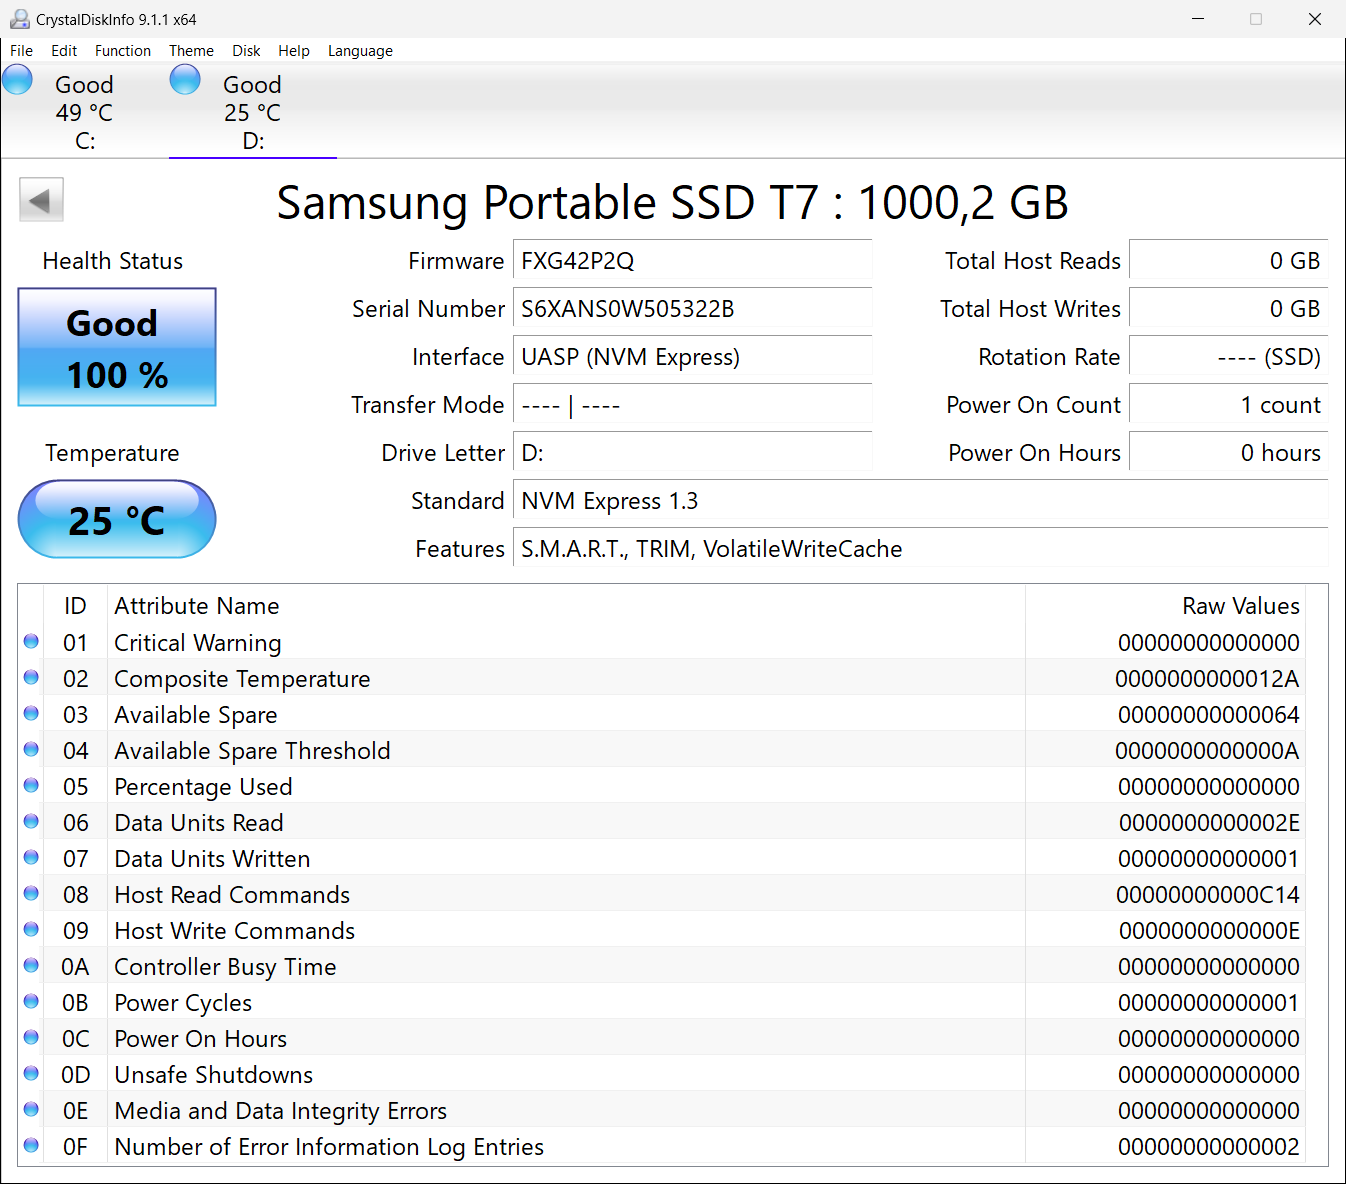 CrystalDiskInfo 9.1.1 x64
File Edit Function Theme Disk Help Language
Good Good
49 °C 25 °C
C: D:
Samsung Portable SSD T7 : 1000,2 GB
Health Status
Good
100 %
Temperature
25 °C
Firmware FXG42P2Q
Serial Number S6XANS0W505322B
Interface UASP (NVM Express)
Transfer Mode ---- | ----
Drive Letter D:
Standard NVM Express 1.3
Features S.M.A.R.T., TRIM, VolatileWriteCache
Total Host Reads 0 GB
Total Host Writes 0 GB
Rotation Rate ---- (SSD)
Power On Count 1 count
Power On Hours 0 hours
ID Attribute Name Raw Values
01 Critical Warning 00000000000000
02 Composite Temperature 0000000000012A
03 Available Spare 00000000000064
04 Available Spare Threshold 0000000000000A
05 Percentage Used 00000000000000
06 Data Units Read 0000000000002E
07 Data Units Written 00000000000001
08 Host Read Commands 00000000000C14
09 Host Write Commands 0000000000000E
0A Controller Busy Time 00000000000000
0B Power Cycles 00000000000001
0C Power On Hours 00000000000000
0D Unsafe Shutdowns 00000000000000
0E Media and Data Integrity Errors 00000000000000
0F Number of Error Information Log Entries 00000000000002